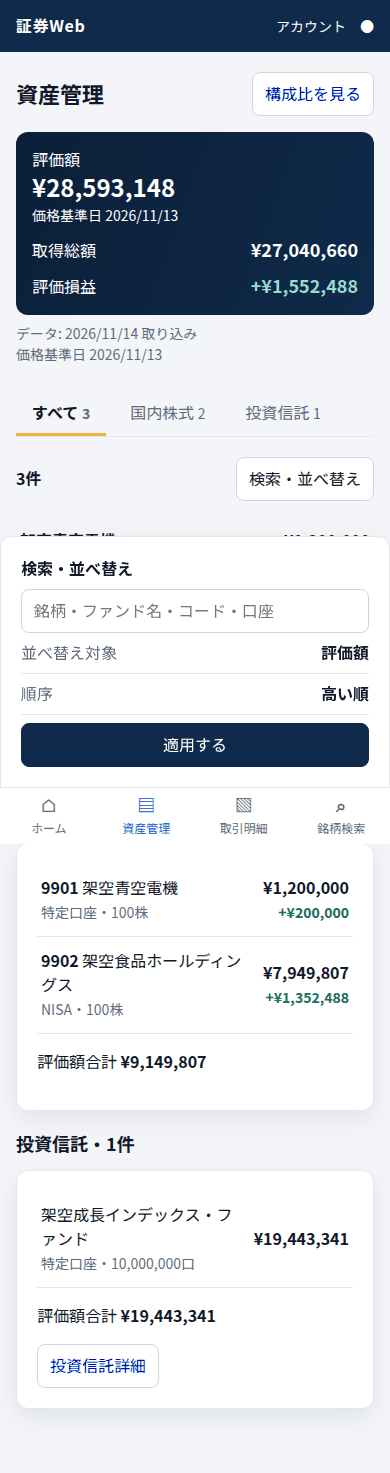 証券Web
アカウント
資産管理
構成比を見る
評価額
¥28,593,148
価格基準日 2026/11/13
取得総額 ¥27,040,660
評価損益 +¥1,552,488
データ: 2026/11/14 取り込み
価格基準日 2026/11/13
すべて 3 国内株式 2 投資信託 1
3件
検索・並べ替え
検索・並べ替え
銘柄・ファンド名・コード・口座
並べ替え対象 評価額
順序 高い順
適用する
ホーム 資産管理 取引明細 銘柄検索
9901 架空青空電機 ¥1,200,000
特定口座・100株 +¥200,000
9902 架空食品ホールディン
グス
¥7,949,807
NISA・100株 +¥1,352,488
評価額合計 ¥9,149,807
投資信託・1件
架空成長インデックス・フ
ァンド
¥19,443,341
特定口座・10,000,000口
評価額合計 ¥19,443,341
投資信託詳細